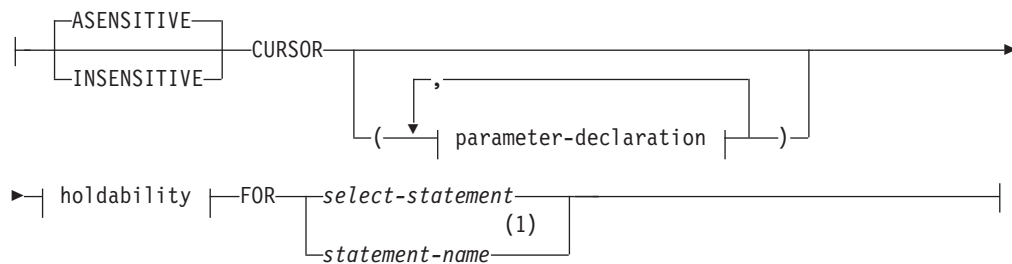 ASENSITIVE
CURSOR
INSENSITIVE
,
( parameter-declaration )
holdability FOR select-statement
(1)
statement-name